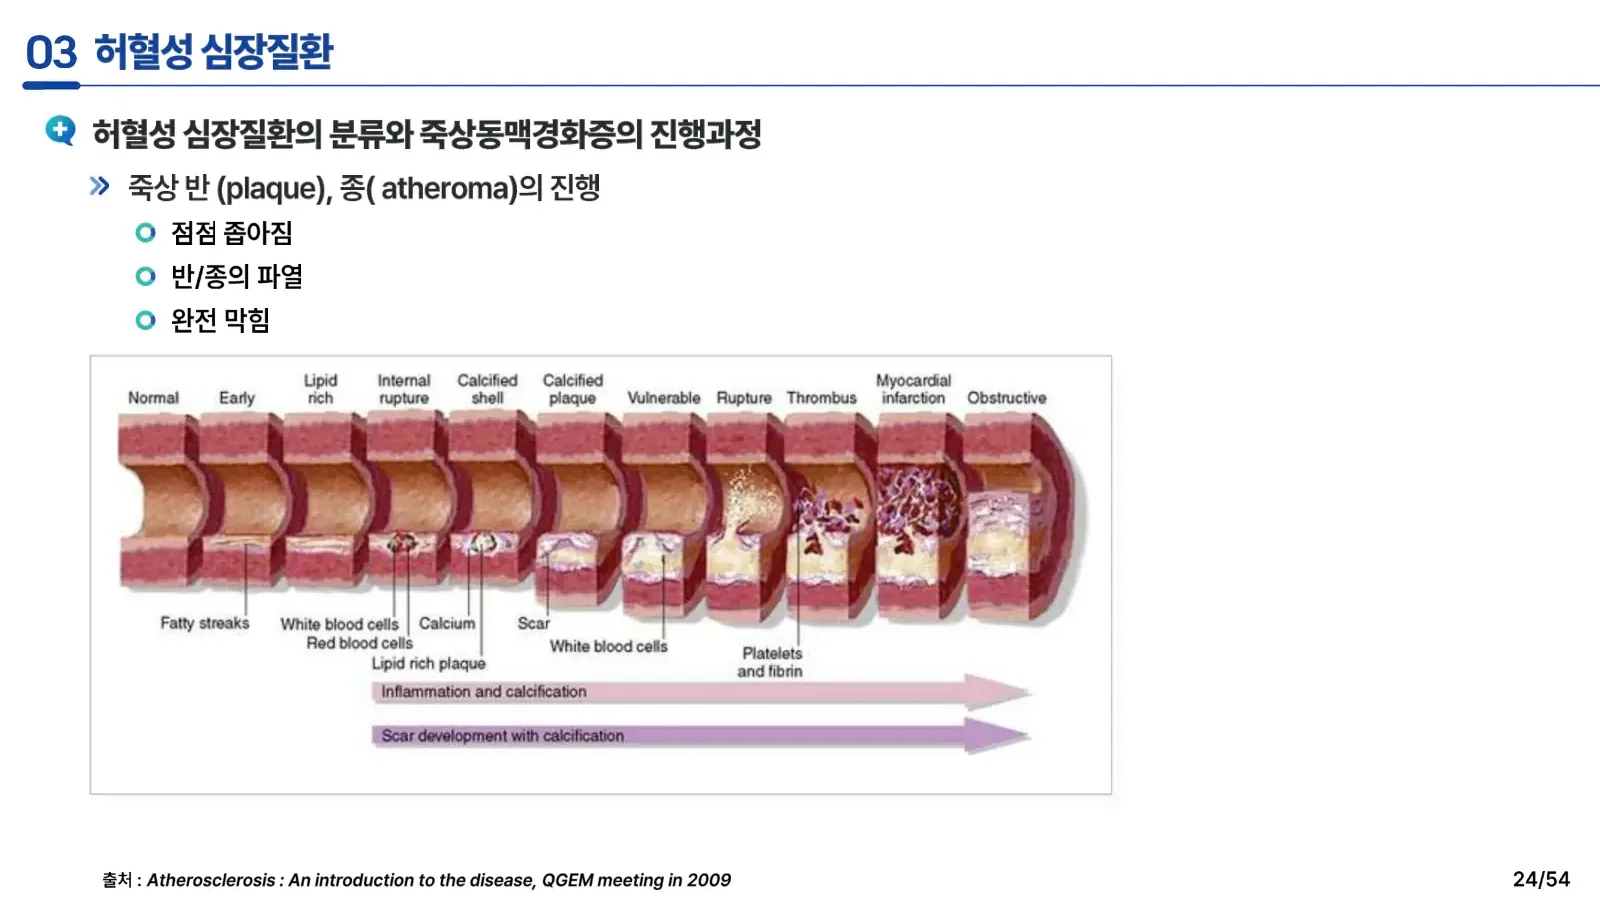 03 허혈성 심장질환
허혈성 심장질환의 분류와 죽상동맥경화증의 진행과정
죽상 반 (plaque), 종( atheroma)의 진행
점점 좁아짐
반/종의 파열
완전 막힘
Normal
Early
Lipid rich
Internal rupture
Calcified shell
Calcified plaque
Vulnerable
Rupture
Thrombus
Myocardial infarction
Obstructive
Fatty streaks
White blood cells
Red blood cells
Calcium
Lipid rich plaque
Scar
White blood cells
Platelets and fibrin
Inflammation and calcification
Scar development with calcification
출처 : Atherosclerosis : An introduction to the disease, QGEM meeting in 2009
24/54